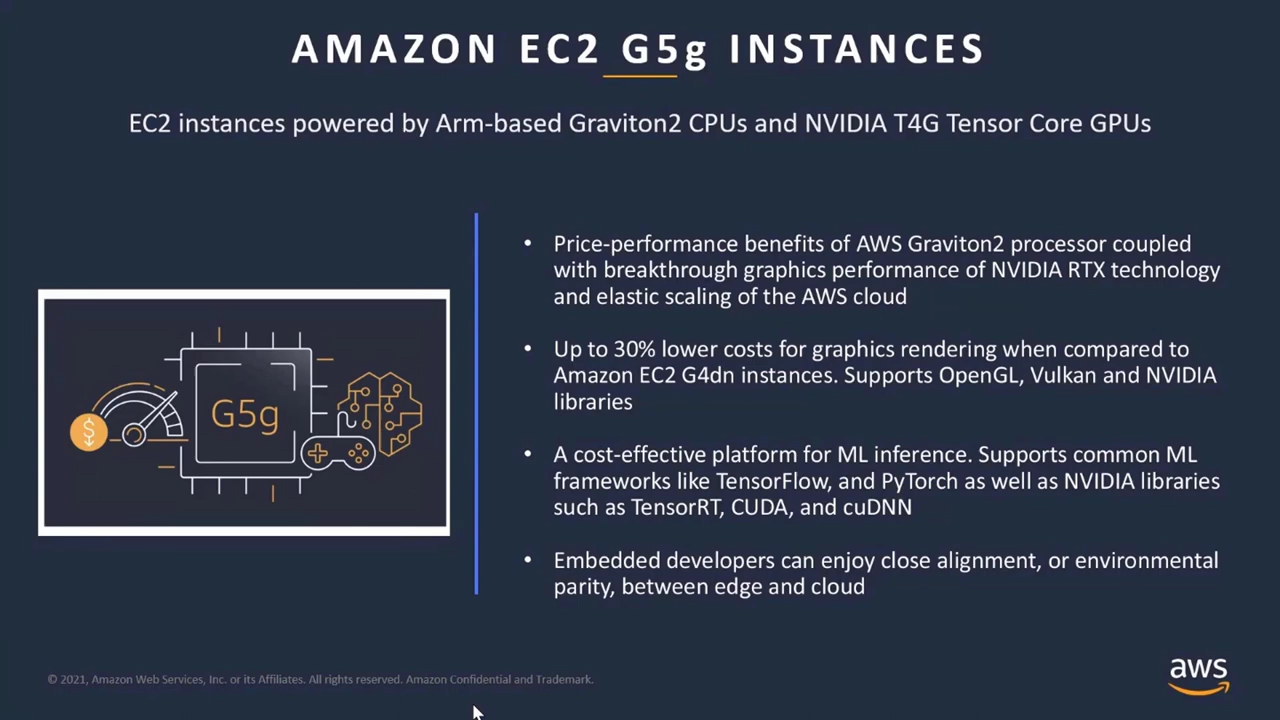 AMAZON EC2 G5g INSTANCES
EC2 instances powered by Arm-based Graviton2 CPUs and NVIDIA T4G Tensor Core GPUs
• Price-performance benefits of AWS Graviton2 processor coupled
with breakthrough graphics performance of NVIDIA RTX technology
and elastic scaling of the AWS cloud
• Up to 30% lower costs for graphics rendering when compared to
Amazon EC2 G4dn instances. Supports OpenGL, Vulkan and NVIDIA
libraries
• A cost-effective platform for ML inference. Supports common ML
frameworks like TensorFlow, and PyTorch as well as NVIDIA libraries
such as TensorRT, CUDA, and cuDNN
• Embedded developers can enjoy close alignment, or environmental
parity, between edge and cloud
$
G5g
© 2021, Amazon Web Services, Inc. or its Affiliates. All rights reserved. Amazon Confidential and Trademark.
aws